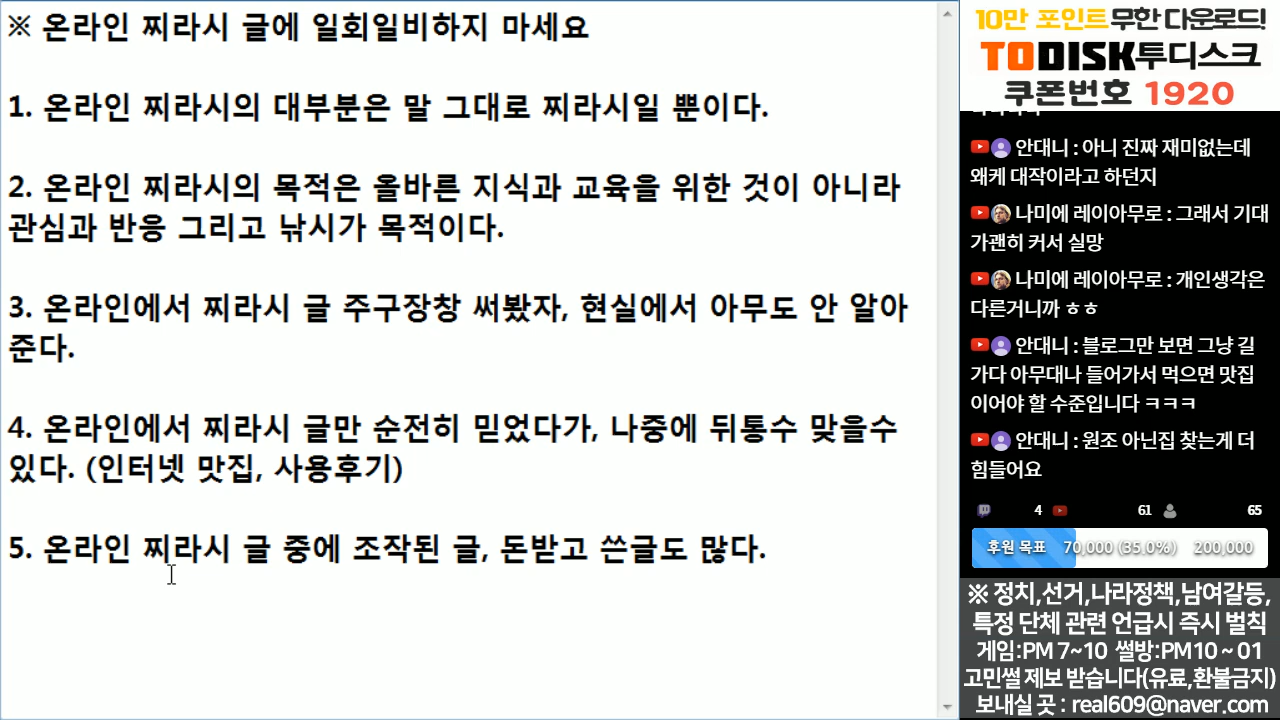 ※ 온라인 찌라시 글에 일회일비하지 마세요
1. 온라인 찌라시의 대부분은 말 그대로 찌라시일 뿐이다.
2. 온라인 찌라시의 목적은 올바른 지식과 교육을 위한 것이 아니라
관심과 반응 그리고 낚시가 목적이다.
3. 온라인에서 찌라시 글 주구장창 써봤자, 현실에서 아무도 안 알아
준다.
4. 온라인에서 찌라시 글만 순전히 믿었다가, 나중에 뒤통수 맞을수
있다. (인터넷 맛집, 사용후기)
5. 온라인 찌라시 글 중에 조작된 글, 돈받고 쓴글도 많다.
10만 포인트 무한 다운로드!
TODISK투디스크
쿠폰번호 1920
안대니 : 아니 진짜 재미없는데
왜케 대작이라고 하던지
나미에 레이아무로 : 그래서 기대
가괜히 커서 실망
나미에 레이아무로 : 개인생각은
다른거니까 ㅎㅎ
안대니 : 블로그만 보면 그냥 길
가다 아무대나 들어가서 먹으면 맛집
이어야 할 수준입니다 ㅋㅋㅋ
안대니 : 원조 아닌집 찾는게 더
힘들어요
4 61 65
후원 목표 70,000 (35.0%) 200,000
※ 정치,선거,나라정책,남여갈등,
특정 단체 관련 언급시 즉시 벌칙
게임:PM 7~10 썰방:PM10 ~ 01
고민썰 제보 받습니다(유료,환불금지)
보내실 곳 : real609@naver.com